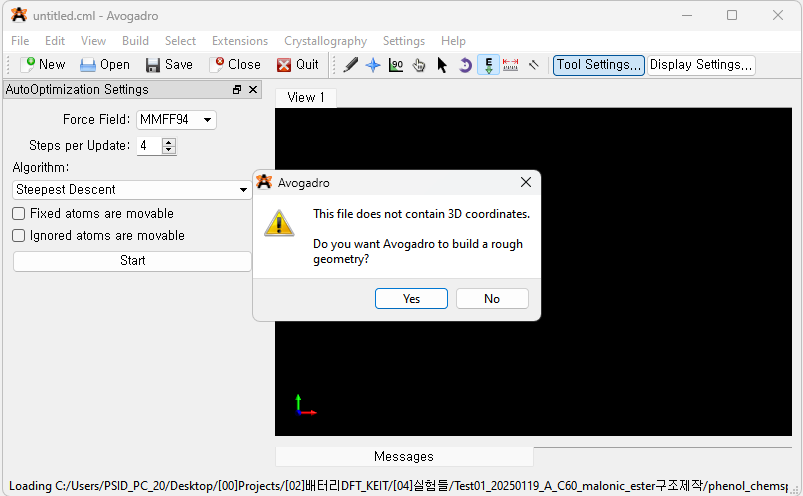 untitled.cml - Avogadro
File Edit View Build Select Extensions Crystallography Settings Help
New Open Save Close Quit Tool Settings... Display Settings...
AutoOptimization Settings
View 1
Force Field: MMFF94
Steps per Update: 4
Algorithm:
Steepest Descent
Fixed atoms are movable
Ignored atoms are movable
Start
Avogadro
This file does not contain 3D coordinates.
Do you want Avogadro to build a rough
geometry?
Yes No
Messages
Loading C:/Users/PSID_PC_20/Desktop/[00]Projects/[02]배터리DFT_KEIT/[04]실험들/Test01_20250119_A_C60_malonic_ester구조제작/phenol_chemsp